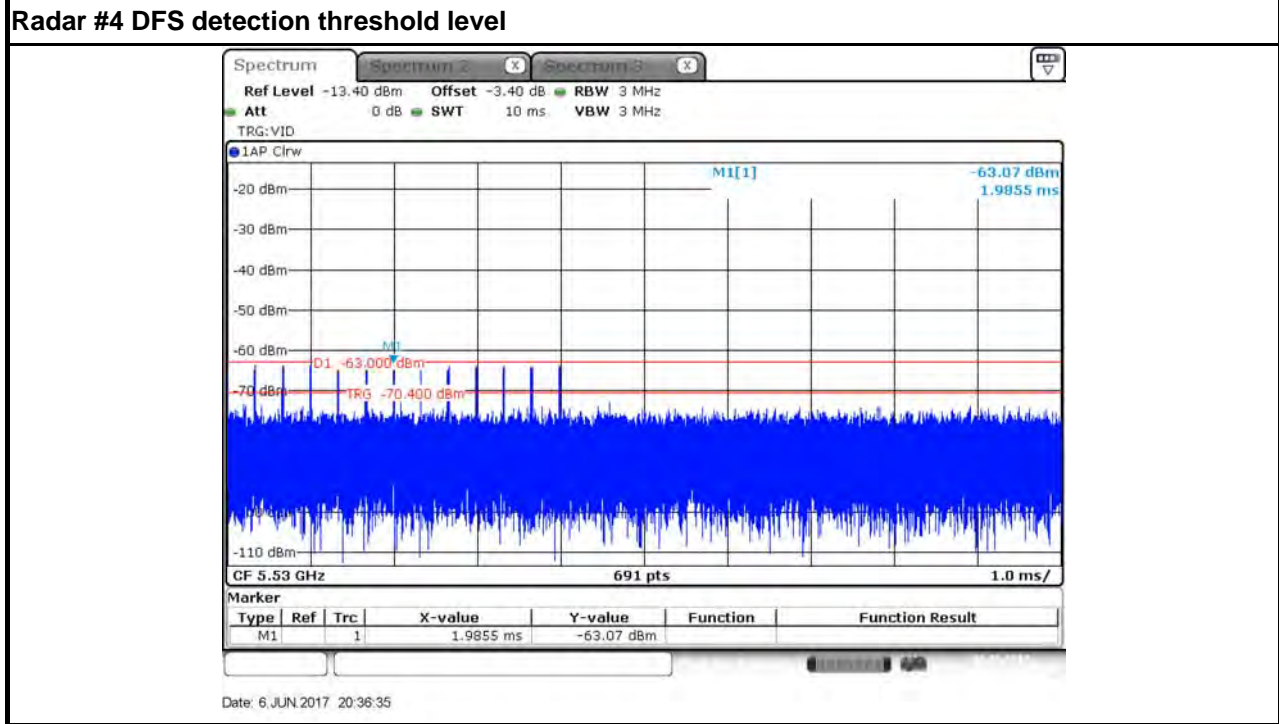 Radar #4 DFS detection threshold level
Spectrum Spectrum 2 X Spectrum 3 X
Ref Level -13.40 dBm Offset -3.40 dB RBW 3 MHz
Att 0 dB SWT 10 ms VBW 3 MHz
TRG:VID
1AP Clrw
M1[1] -63.07 dBm
1.9855 ms
-20 dBm
-30 dBm
-40 dBm
-50 dBm
M1
-60 dBm
D1 -63.000 dBm
-70 dBm
TRG -70.400 dBm
-110 dBm
CF 5.53 GHz 691 pts 1.0 ms/
Marker
Type Ref Trc X-value Y-value Function Function Result
M1 1 1.9855 ms -63.07 dBm
Date: 6.JUN.2017 20:36:35